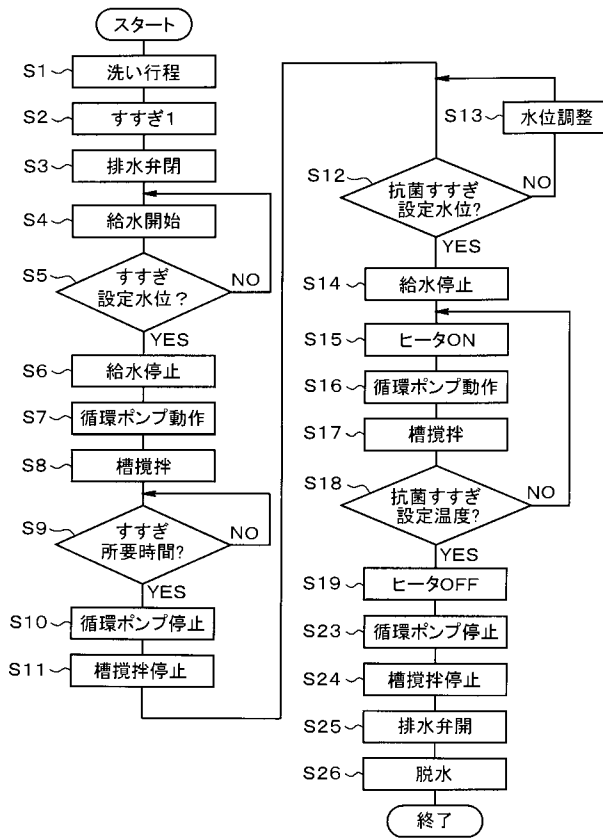 スタート
S1
洗い行程
S2
すすぎ1
S3
排水弁閉
S4
給水開始
S5
すすぎ
設定水位?
NO
YES
S6
給水停止
S7
循環ポンプ動作
S8
槽撹拌
S9
すすぎ
所要時間?
NO
YES
S10
循環ポンプ停止
S11
槽撹拌停止
S13
水位調整
S12
抗菌すすぎ
設定水位?
NO
YES
S14
給水停止
S15
ヒータON
S16
循環ポンプ動作
S17
槽撹拌
S18
抗菌すすぎ
設定温度?
NO
YES
S19
ヒータOFF
S23
循環ポンプ停止
S24
槽撹拌停止
S25
排水弁開
S26
脱水
終了